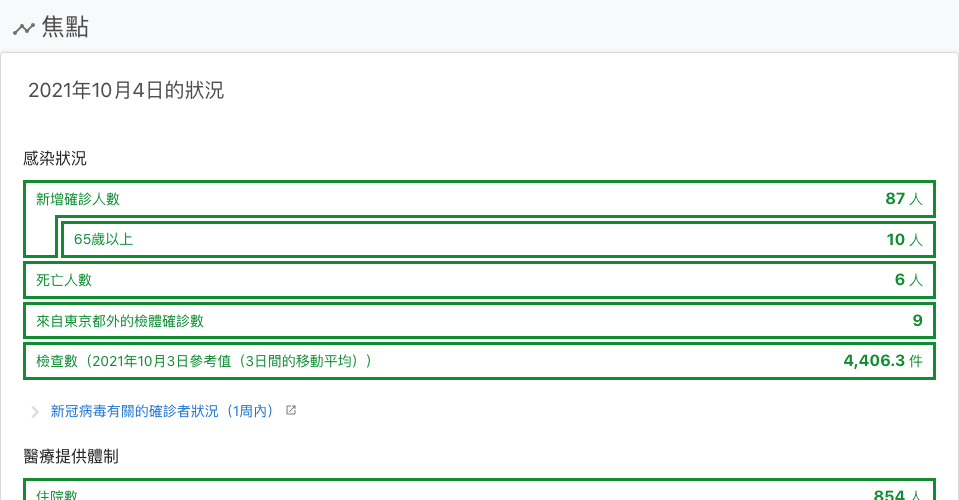 焦點
2021年10月4日的狀況
感染狀況
新增確診人數 87 人
65歲以上 10 人
死亡人數 6 人
來自東京都外的檢體確診數 9
檢查數（2021年10月3日參考值（3日間的移動平均）） 4,406.3 件
新冠病毒有關的確診者狀況（1周內）
醫療提供體制
住院數 854 人